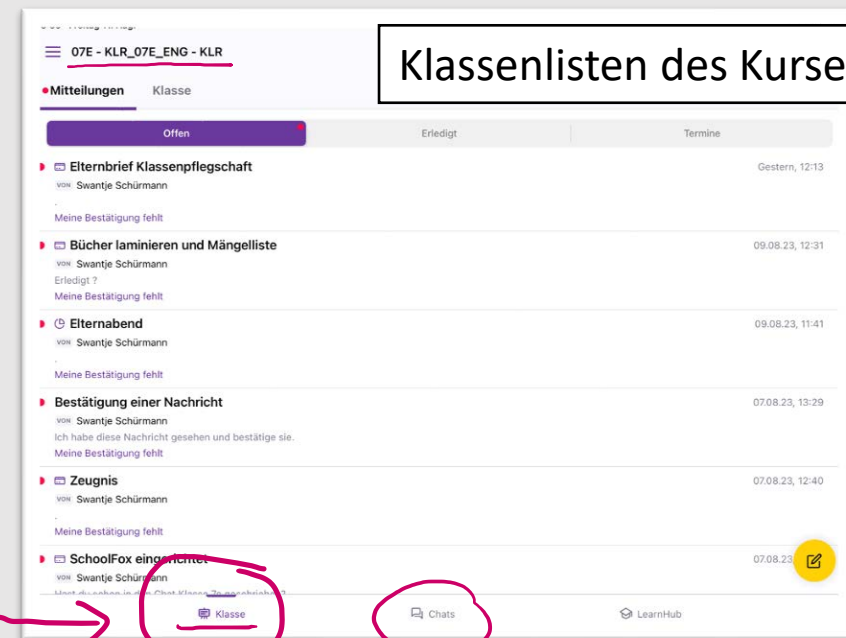 07E - KLR_07E_ENG - KLR
Klassenlisten des Kurse
Mitteilungen Klasse
Offen Erledigt Termine
Elternbrief Klassenpflegschaft Gestern, 12:13
VON Swantje Schürmann
.
Meine Bestätigung fehlt
Bücher laminieren und Mängelliste 09.08.23, 12:31
VON Swantje Schürmann
Erledigt ?
Meine Bestätigung fehlt
Elternabend 09.08.23, 11:41
VON Swantje Schürmann
.
Meine Bestätigung fehlt
Bestätigung einer Nachricht 07.08.23, 13:29
VON Swantje Schürmann
Ich habe diese Nachricht gesehen und bestätige sie.
Meine Bestätigung fehlt
Zeugnis 07.08.23, 12:40
VON Swantje Schürmann
.
Meine Bestätigung fehlt
SchoolFox eingerichtet 07.08.23
VON Swantje Schürmann
Klasse Chats LearnHub